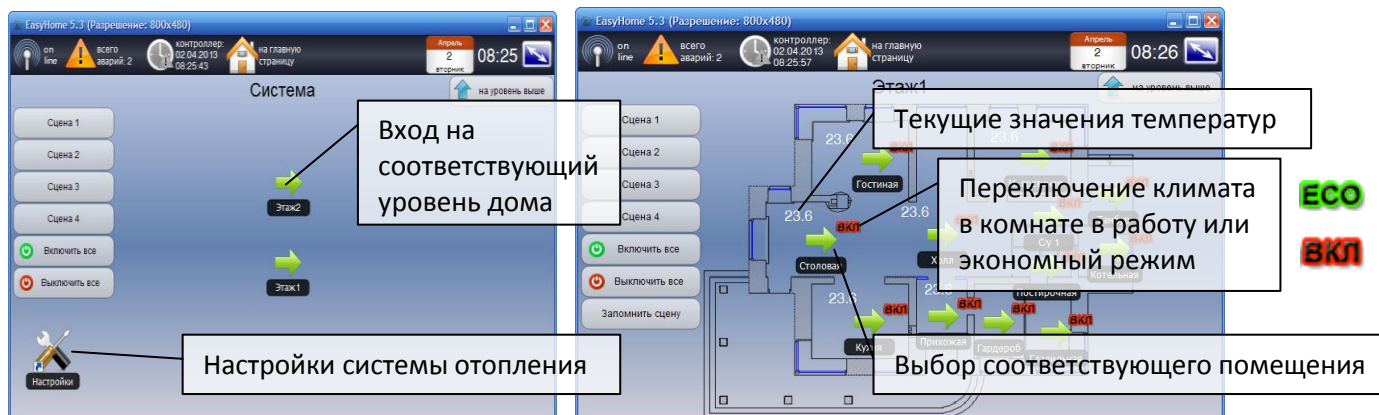 EasyHome 5.3 (Разрешение: 800x480)
on line
всего аварий: 2
контроллер:
02.04.2013
08:25:43
на главную
страницу
Апрель
2
вторник
08:25
Система
на уровень выше
Сцена 1
Сцена 2
Сцена 3
Сцена 4
Включить все
Выключить все
Этаж2
Этаж1
Настройки
Вход на
соответствующий
уровень дома
Настройки системы отопления
EasyHome 5.3 (Разрешение: 800x480)
on line
всего аварий: 2
контроллер:
02.04.2013
08:25:57
на главную
страницу
Апрель
2
вторник
08:26
Этаж1
на уровень выше
Сцена 1
Сцена 2
Сцена 3
Сцена 4
Включить все
Выключить все
Запомнить сцену
23.6
ВКЛ
ВКЛ
Гостиная
23.6
ВКЛ
Столовая
23.6
Холл
С/у 1
Котельная
Постирочная
23.6
ВКЛ
Кухня
ВКЛ
Прихожая
ВКЛ
Гардероб
ВКЛ
Текущие значения температур
Переключение климата
в комнате в работу или
экономный режим
Выбор соответствующего помещения
ECO
ВКЛ